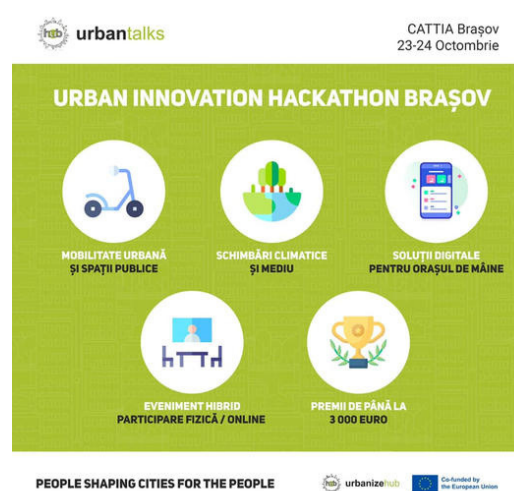 hub urbantalks
CATTIA Brașov
23-24 Octombrie
URBAN INNOVATION HACKATHON BRAȘOV
MOBILITATE URBANĂ
ȘI SPAȚII PUBLICE
SCHIMBĂRI CLIMATICE
ȘI MEDIU
SOLUȚII DIGITALE
PENTRU ORAȘUL DE MÂINE
EVENIMENT HIBRID
PARTICIPARE FIZICĂ / ONLINE
PREMII DE PÂNĂ LA
3 000 EURO
PEOPLE SHAPING CITIES FOR THE PEOPLE
hub urbanizehub
Co-funded by
the European Union